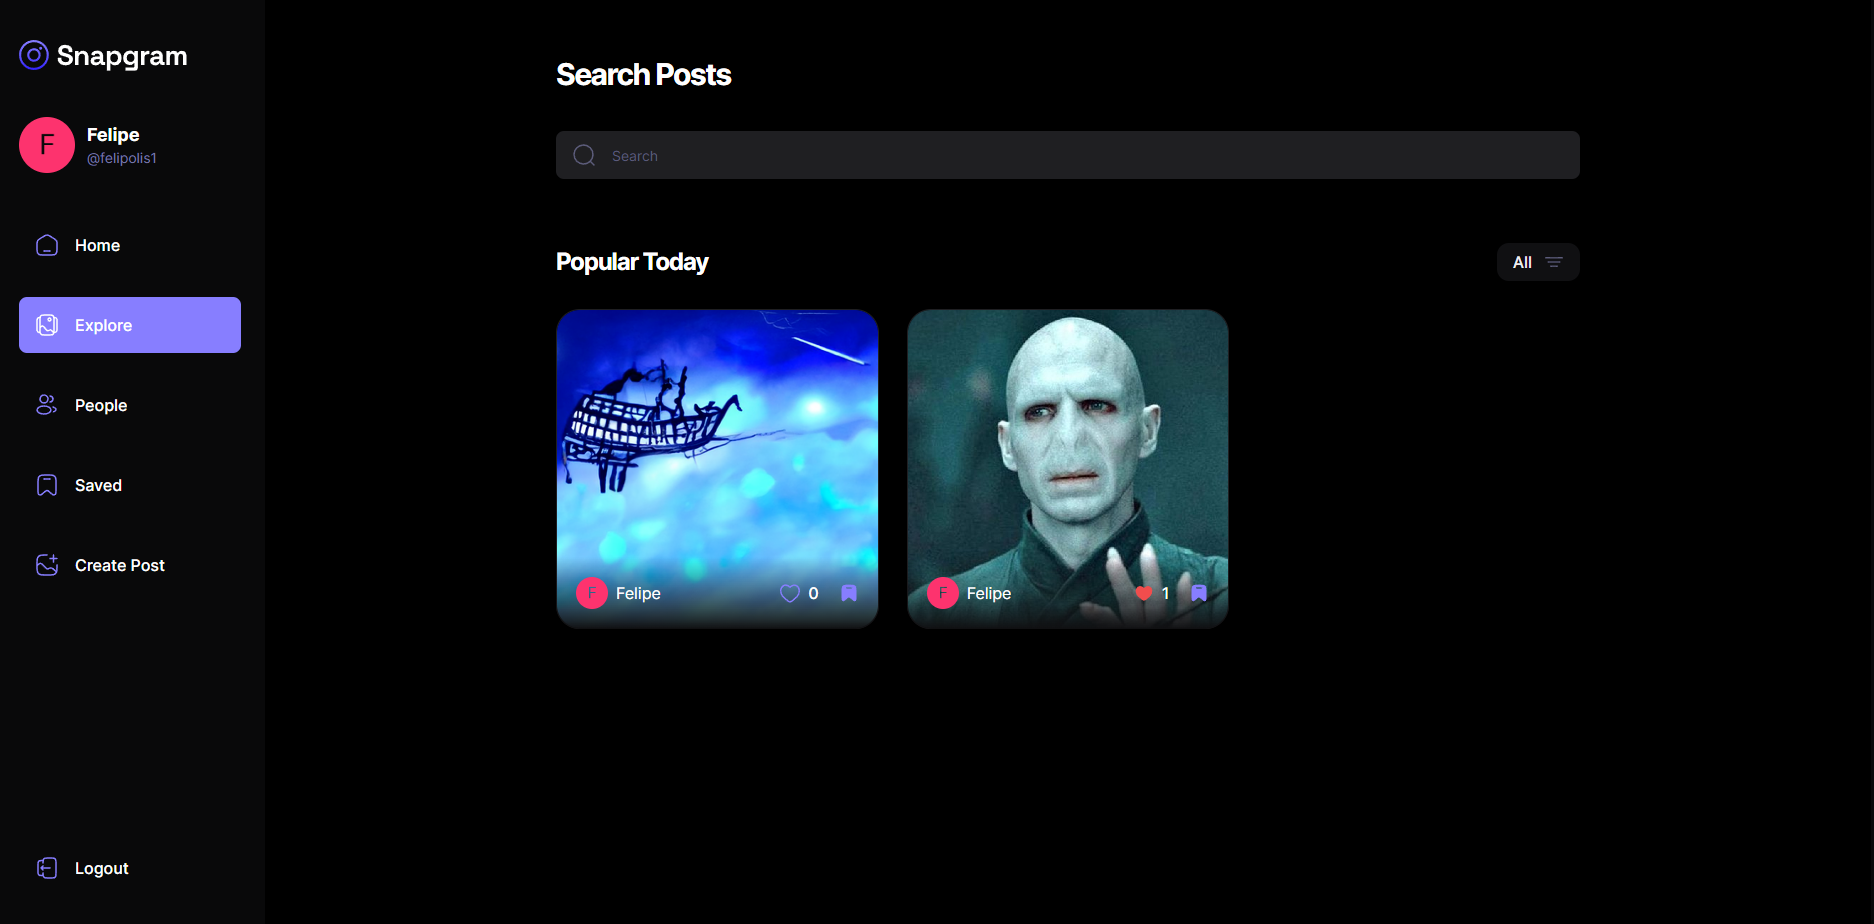 Snapgram
F
Felipe
@felipolis1
Home
Explore
People
Saved
Create Post
Logout
Search Posts
Search
Popular Today
All
F Felipe 0
F Felipe 1